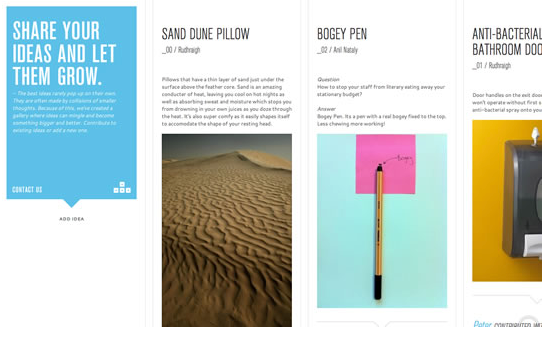 SHARE YOUR
IDEAS AND LET
THEM GROW.
– The best ideas rarely pop up on their own.
They are often made by collisions of smaller
thoughts. Because of this, we've created a
gallery where ideas can mingle and become
something bigger and better. Contribute to
existing ideas or add a new one.
CONTACT US
ADD IDEA
SAND DUNE PILLOW
_00 / Rudhraigh
Pillows that have a thin layer of sand just under the
surface above the feather core. Sand is an amazing
conductor of heat, leaving you cool on hot nights as
well as absorbing sweat and moisture which stops you
from drowning in your own juices as you doze through
the heat. It's also super comfy as it easily shapes itself
to accomodate the shape of your resting head.
BOGEY PEN
_02 / Anil Nataly
Question
How to stop your staff from literary eating away your
stationary budget?
Answer
Bogey Pen. Its a pen with a real bogey fixed to the top.
Less chewing more!
bogey
ANTI-BACTERIAL
BATHROOM DOO
_01 / Rudhraigh
Door handles on the exit doo
won't operate without first s
anti-bacterial spray onto you
Peter CONTRIBUTED WIT